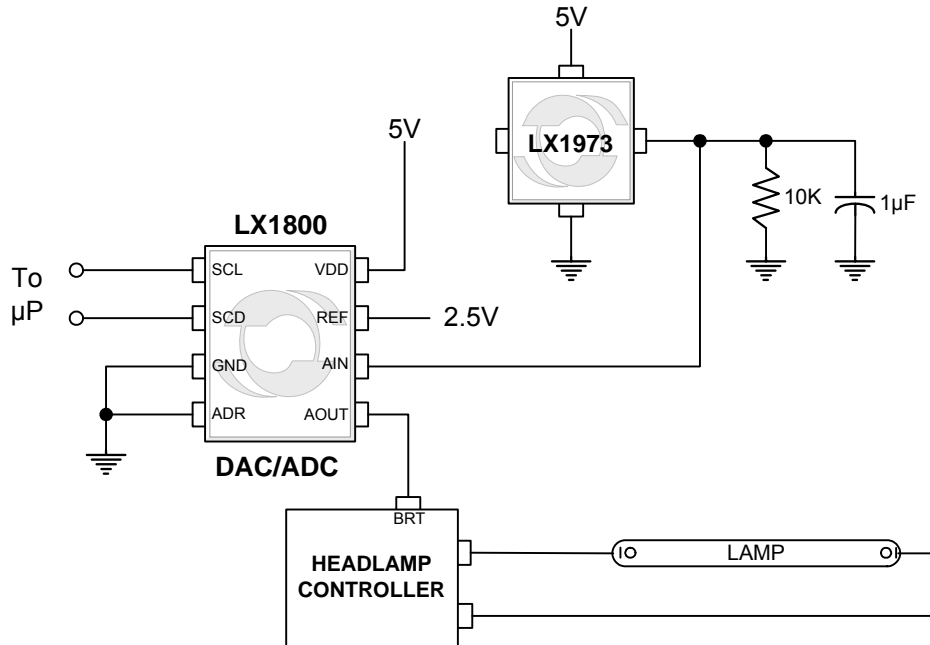 5V
LX1973
5V
10K
1µF
LX1800
To
µP
SCL
VDD
SCD
REF
2.5V
GND
AIN
ADR
AOUT
DAC/ADC
BRT
HEADLAMP
CONTROLLER
LAMP